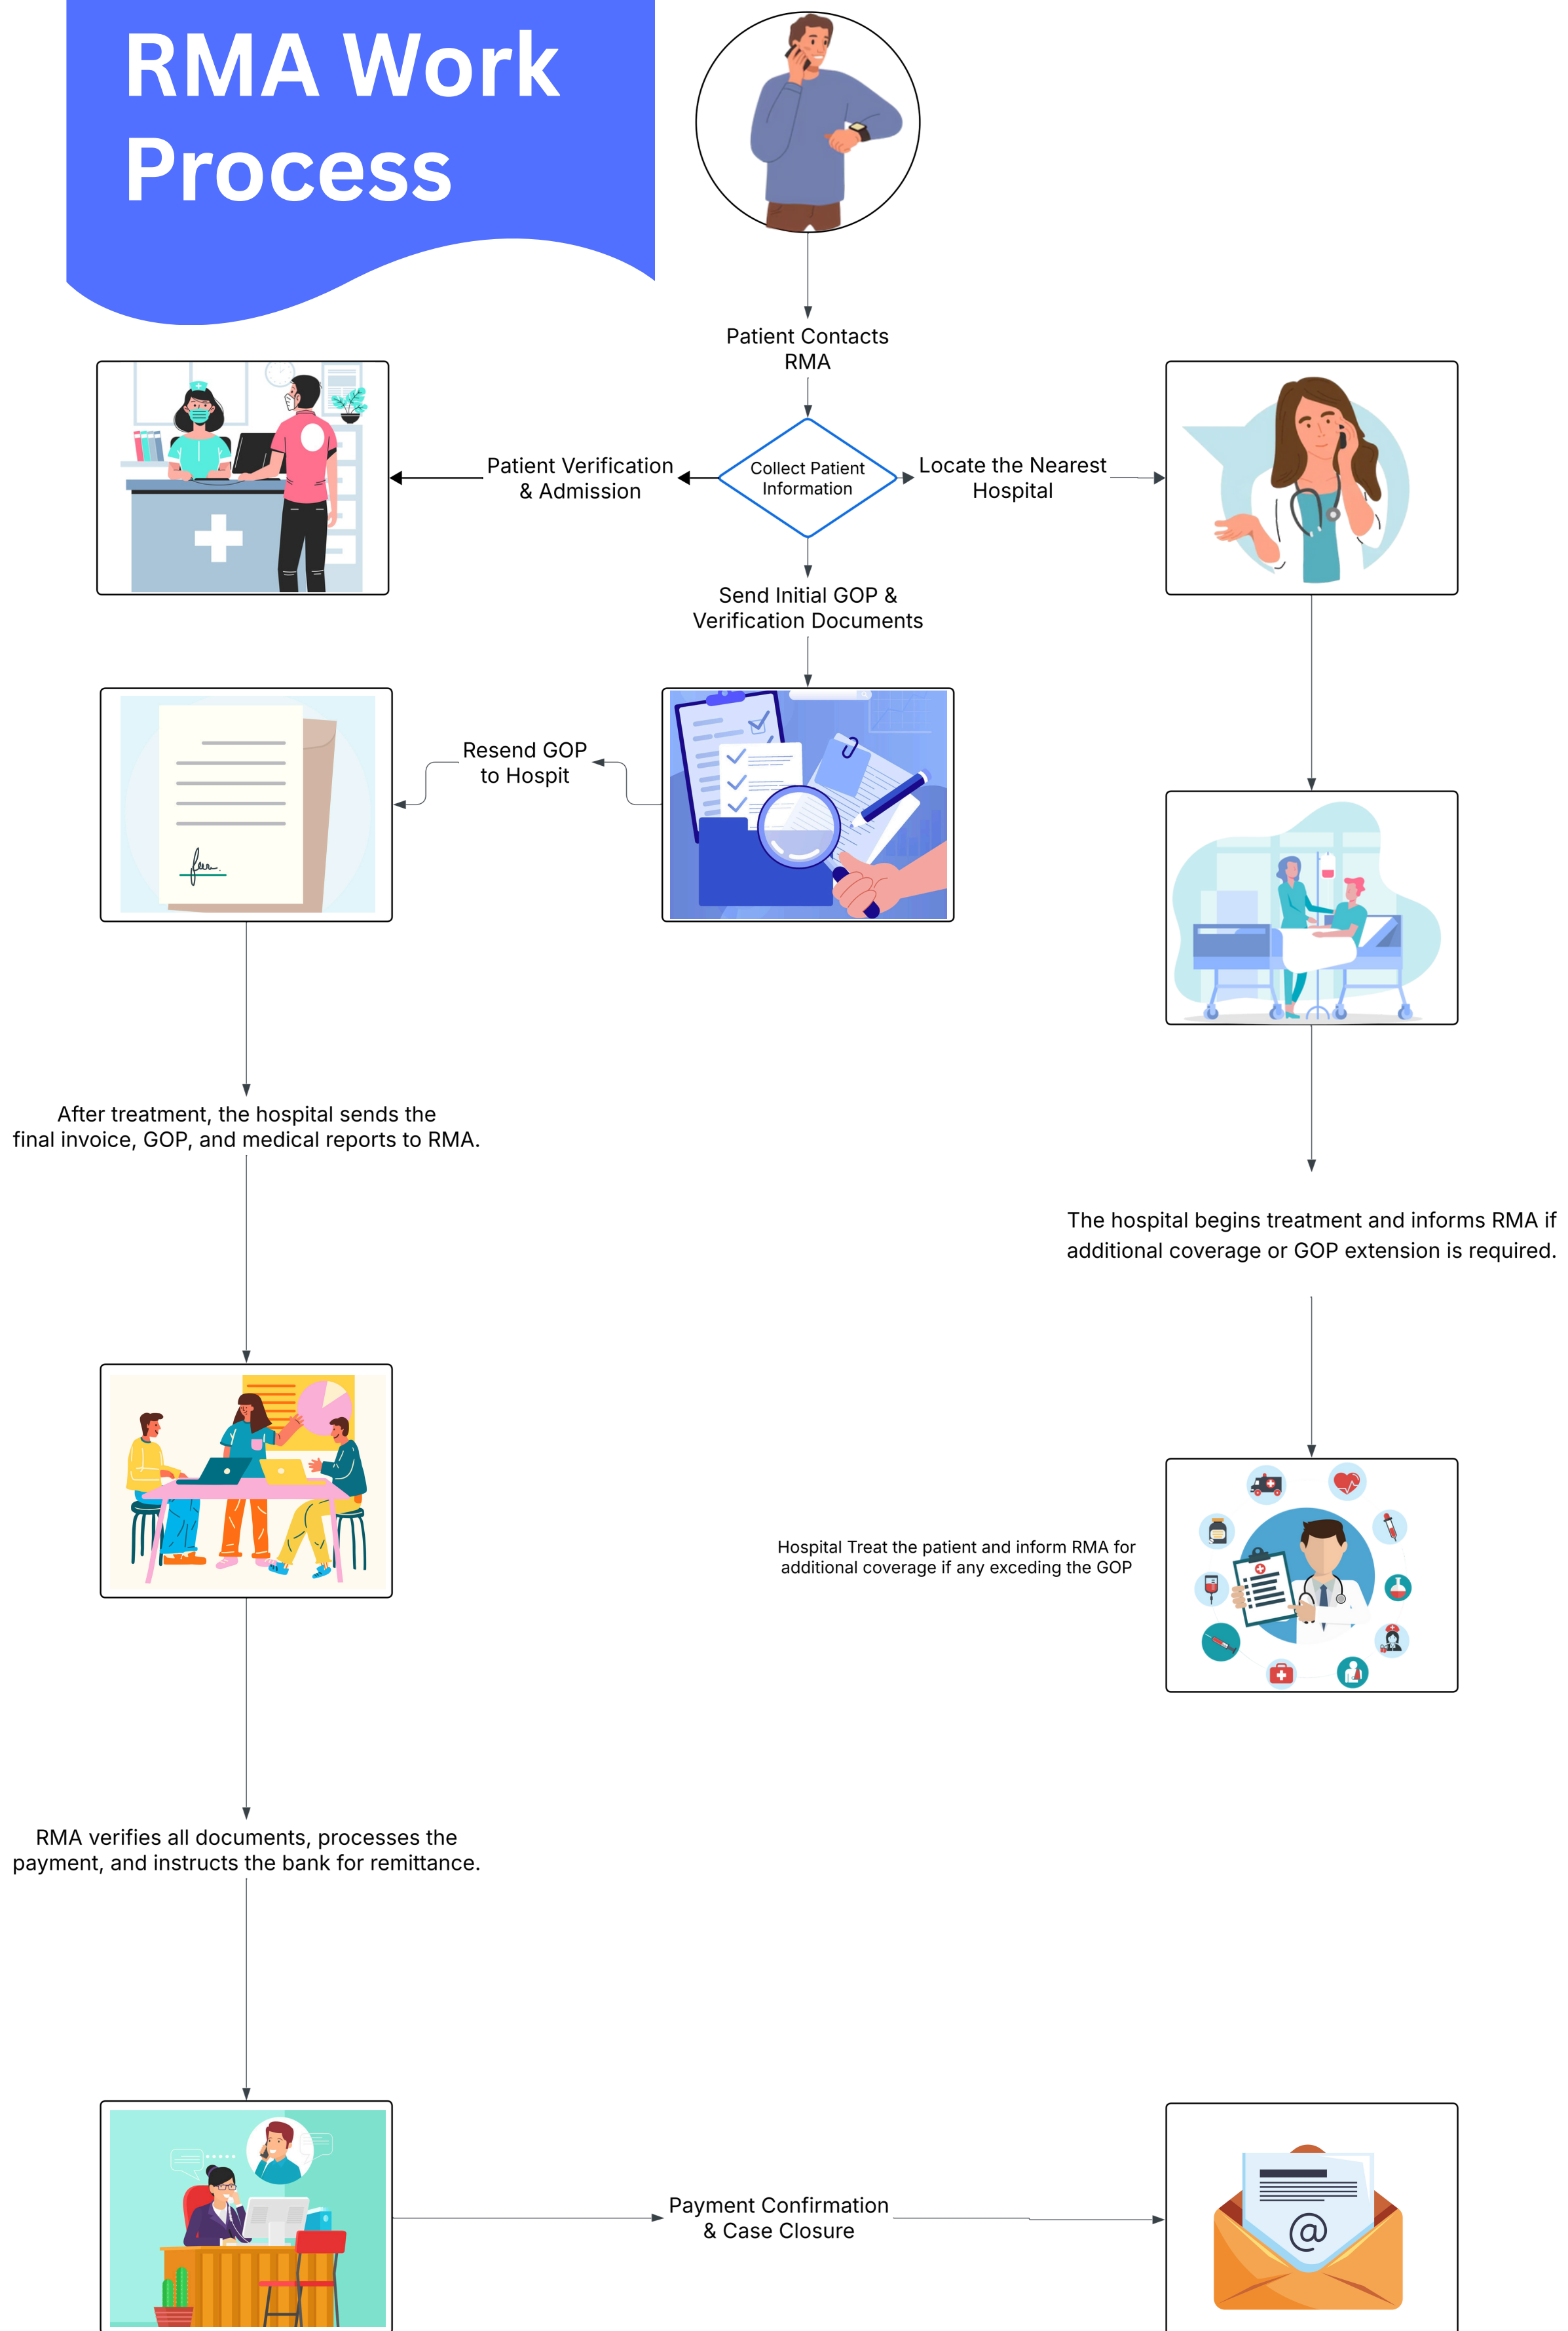 RMA Work
Process
Patient Contacts
RMA
Patient Verification
& Admission
Collect Patient
Information
Locate the Nearest
Hospital
Send Initial GOP &
Verification Documents
Resend GOP
to Hospit
After treatment, the hospital sends the
final invoice, GOP, and medical reports to RMA.
The hospital begins treatment and informs RMA if
additional coverage or GOP extension is required.
Hospital Treat the patient and inform RMA for
additional coverage if any exceding the GOP
RMA verifies all documents, processes the
payment, and instructs the bank for remittance.
Payment Confirmation
& Case Closure
@